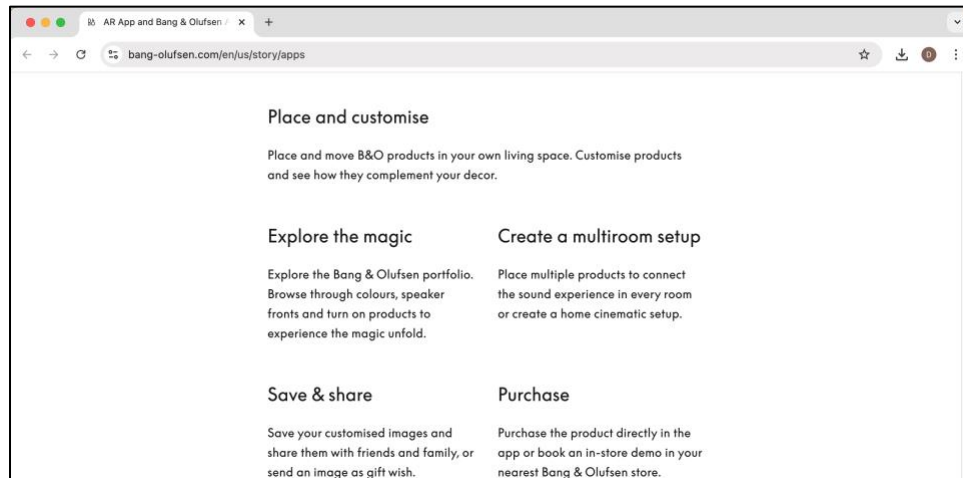 AR App and Bang & Olufsen A
bang-olufsen.com/en/us/story/apps
D
Place and customise
Place and move B&O products in your own living space. Customise products
and see how they complement your decor.
Explore the magic
Explore the Bang & Olufsen portfolio.
Browse through colours, speaker
fronts and turn on products to
experience the magic unfold.
Create a multiroom setup
Place multiple products to connect
the sound experience in every room
or create a home cinematic setup.
Save & share
Save your customised images and
share them with friends and family, or
send an image as gift wish.
Purchase
Purchase the product directly in the
app or book an in-store demo in your
nearest Bang & Olufsen store.